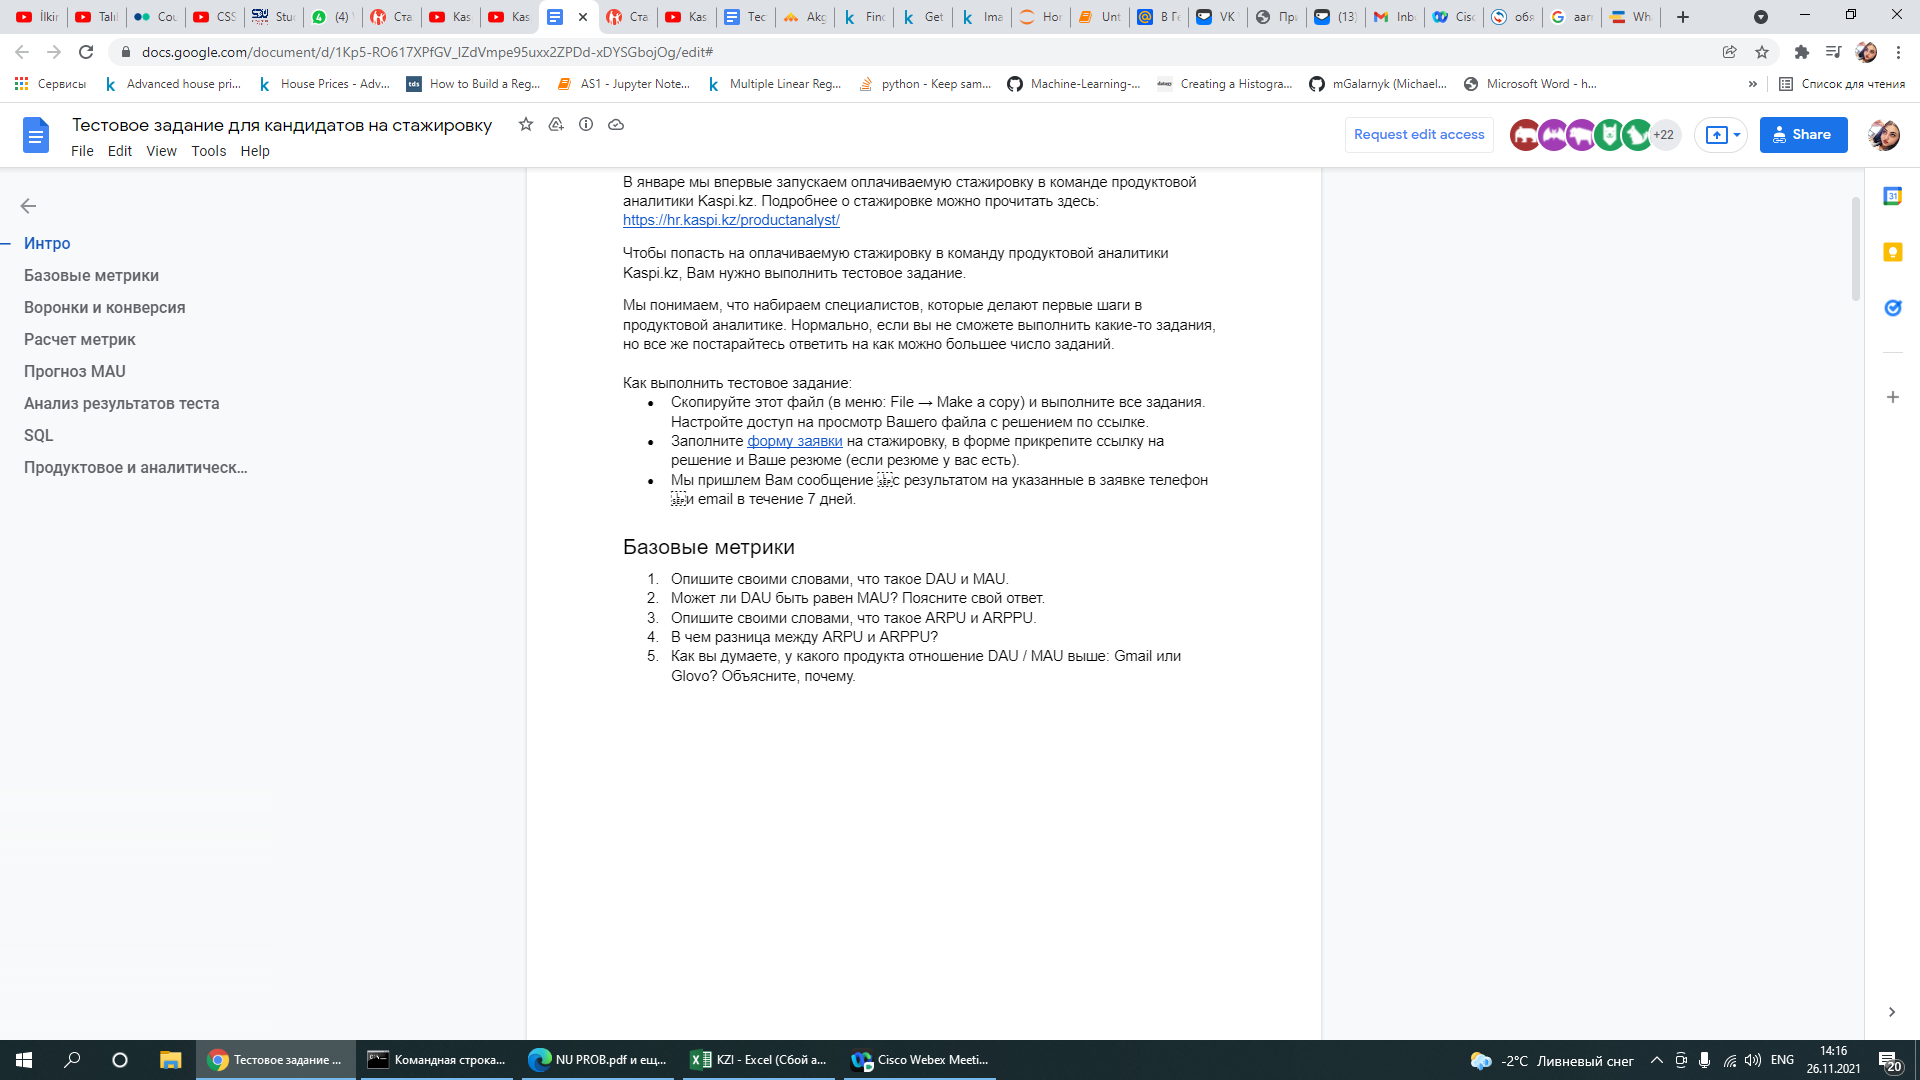 İlkin
Tali
Cou
CSS
Stu
(4)
Ста
Kas
Kas
Ста
Kas
Тес
Akg
Finc
Get
Ima
Hor
Unt
В Ге
VK
При
(13)
Inb
Cisc
обя
aarr
Wh
docs.google.com/document/d/1Kp5-RO617XPfGV_IZdVmpe95uxx2ZPDd-xDYSGbojOg/edit#
Сервисы
Advanced house pri...
House Prices - Adv...
tds
How to Build a Reg...
AS1 - Jupyter Note...
Multiple Linear Reg...
python - Keep sam...
Machine-Learning-...
Creating a Histogra...
mGalarnyk (Michael...
Microsoft Word - h...
»
Список для чтения
Тестовое задание для кандидатов на стажировку
File Edit View Tools Help
Request edit access
+22
Share
Интро
Базовые метрики
Воронки и конверсия
Расчет метрик
Прогноз MAU
Анализ результатов теста
SQL
Продуктовое и аналитическ...
В январе мы впервые запускаем оплачиваемую стажировку в команде продуктовой
аналитики Kaspi.kz. Подробнее о стажировке можно прочитать здесь:
https://hr.kaspi.kz/productanalyst/
Чтобы попасть на оплачиваемую стажировку в команду продуктовой аналитики
Kaspi.kz, Вам нужно выполнить тестовое задание.
Мы понимаем, что набираем специалистов, которые делают первые шаги в
продуктовой аналитике. Нормально, если вы не сможете выполнить какие-то задания,
но все же постарайтесь ответить на как можно большее число заданий.
Как выполнить тестовое задание:
● Скопируйте этот файл (в меню: File → Make a copy) и выполните все задания.
Настройте доступ на просмотр Вашего файла с решением по ссылке.
● Заполните форму заявки на стажировку, в форме прикрепите ссылку на
решение и Ваше резюме (если резюме у вас есть).
● Мы пришлем Вам сообщение с результатом на указанные в заявке телефон
и email в течение 7 дней.
Базовые метрики
1. Опишите своими словами, что такое DAU и MAU.
2. Может ли DAU быть равен MAU? Поясните свой ответ.
3. Опишите своими словами, что такое ARPU и ARPPU.
4. В чем разница между ARPU и ARPPU?
5. Как вы думаете, у какого продукта отношение DAU / MAU выше: Gmail или
Glovo? Объясните, почему.
31
Тестовое задание ...
Командная строка...
NU PROB.pdf и ещ...
KZI - Excel (Сбой а...
Cisco Webex Meeti...
-2°C Ливневый снег
ENG
14:16
26.11.2021
20